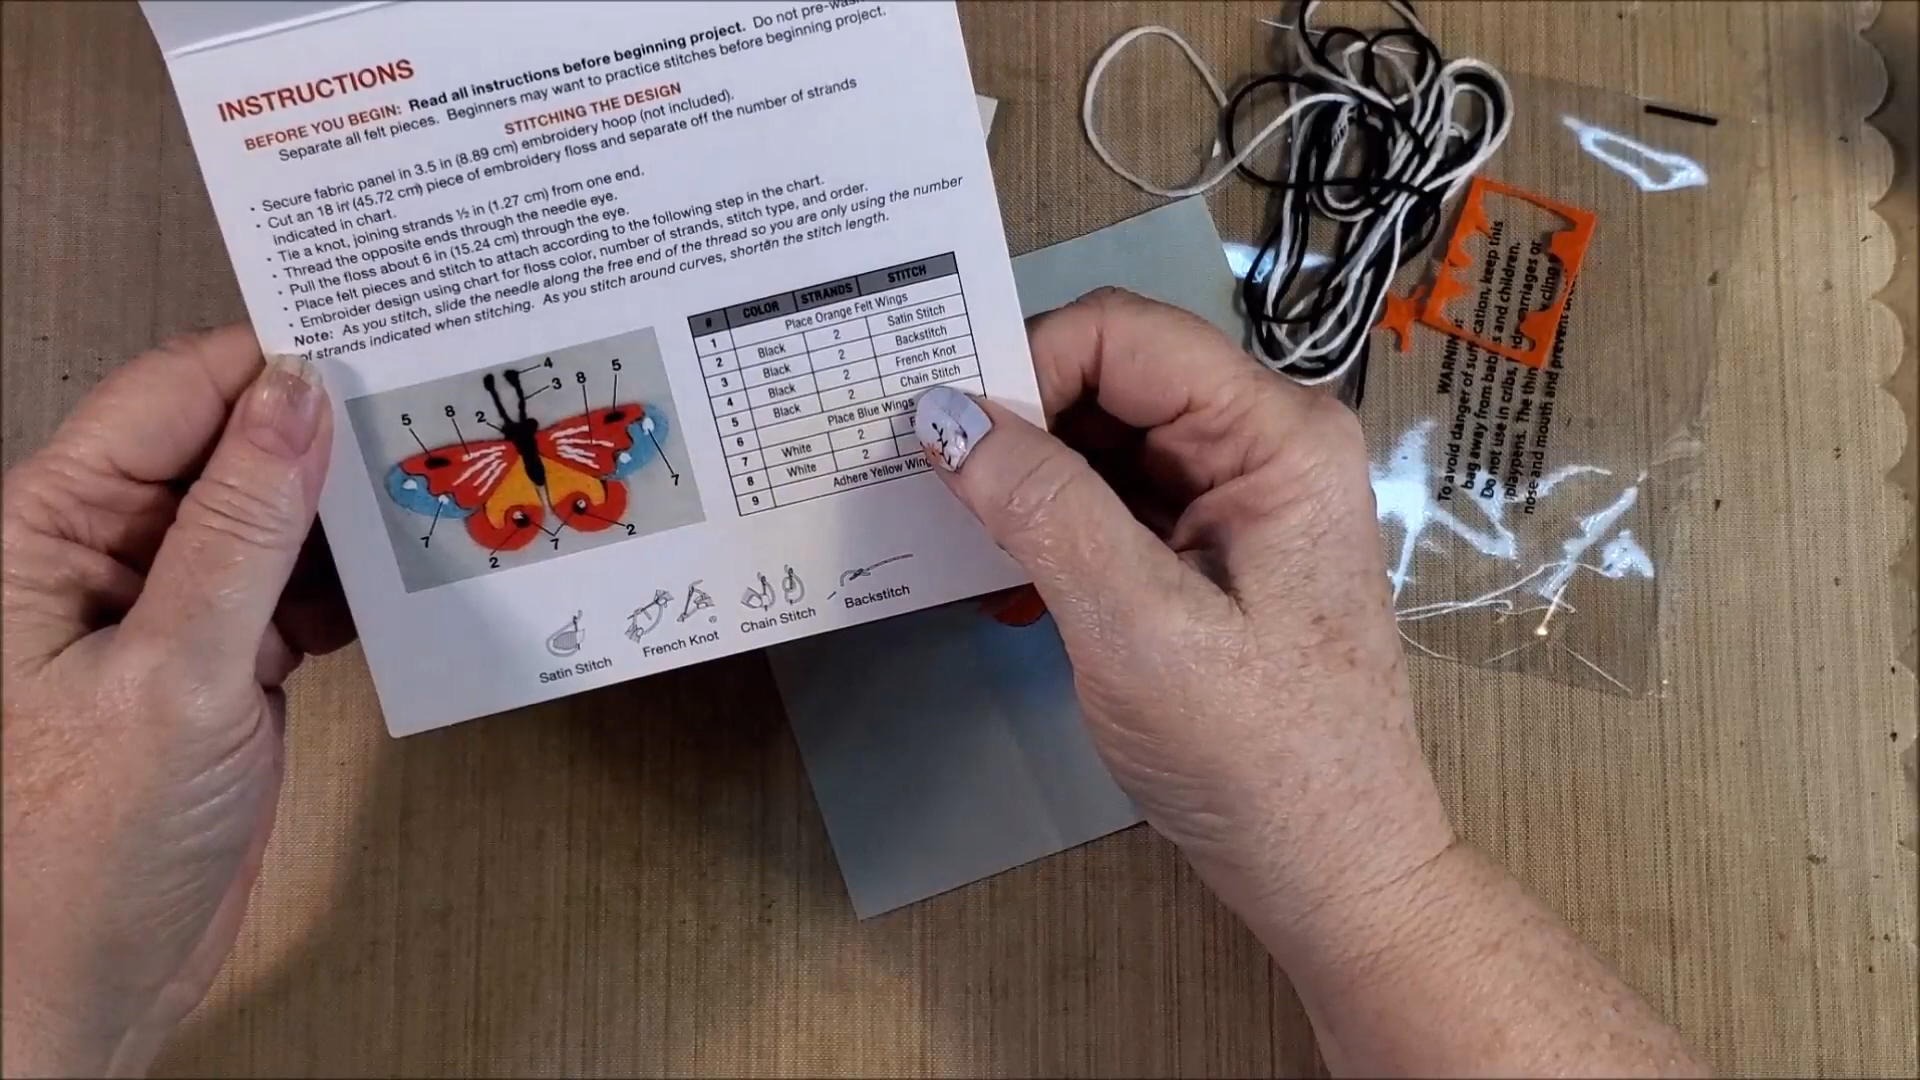 INSTRUCTIONS
BEFORE YOU BEGIN: Read all instructions before beginning project. Do not pre-wash.
Separate all felt pieces. Beginners may want to practice stitches before beginning project.
STITCHING THE DESIGN
• Secure fabric panel in 3.5 in (8.89 cm) embroidery hoop (not included).
• Cut an 18 in (45.72 cm) piece of embroidery floss and separate off the number of strands
indicated in chart.
• Tie a knot, joining strands ½ in (1.27 cm) from one end.
• Thread the opposite ends through the needle eye.
• Pull the floss about 6 in (15.24 cm) through the eye.
• Place felt pieces and stitch to attach according to the following step in the chart.
• Embroider design using chart for floss color, number of strands, stitch type, and order.
Note: As you stitch, slide the needle along the free end of the thread so you are only using the number
of strands indicated when stitching. As you stitch around curves, shorten the stitch length.
# COLOR STRANDS STITCH
1 Place Orange Felt Wings
2 Black 2 Satin Stitch
3 Black 2 Backstitch
4 Black 2 French Knot
5 Black 2 Chain Stitch
6 Place Blue Wings
7 White 2 F
8 White 2
9 Adhere Yellow Wing
4
3
5
8
5
8
2
7
7
2
7
2
Satin Stitch
French Knot
Chain Stitch
Backstitch
WARNIN
To avoid danger of suff cation, keep this
bag away from bab s and children.
Do not use in cribs, arriages or
playpens. The thin cling
nose and mouth and prevent